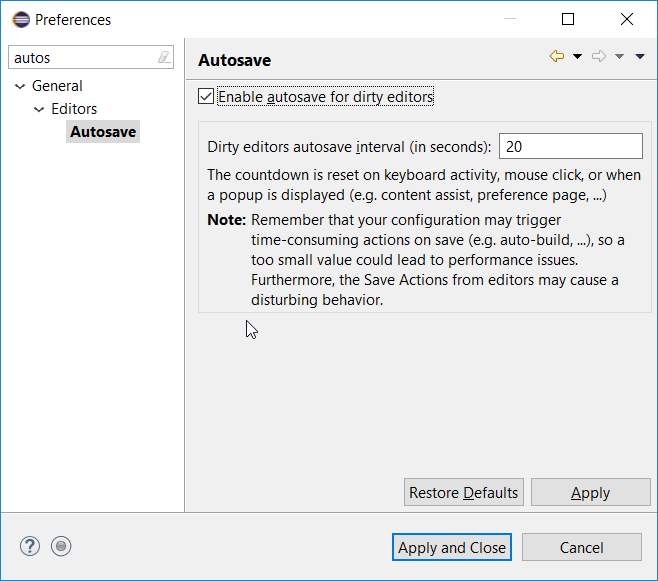 Preferences
autos
General
Editors
Autosave
Autosave
Enable autosave for dirty editors
Dirty editors autosave interval (in seconds): 20
The countdown is reset on keyboard activity, mouse click, or when
a popup is displayed (e.g. content assist, preference page, ...)
Note: Remember that your configuration may trigger
time-consuming actions on save (e.g. auto-build, ...), so a
too small value could lead to performance issues.
Furthermore, the Save Actions from editors may cause a
disturbing behavior.
Restore Defaults
Apply
?
Apply and Close
Cancel